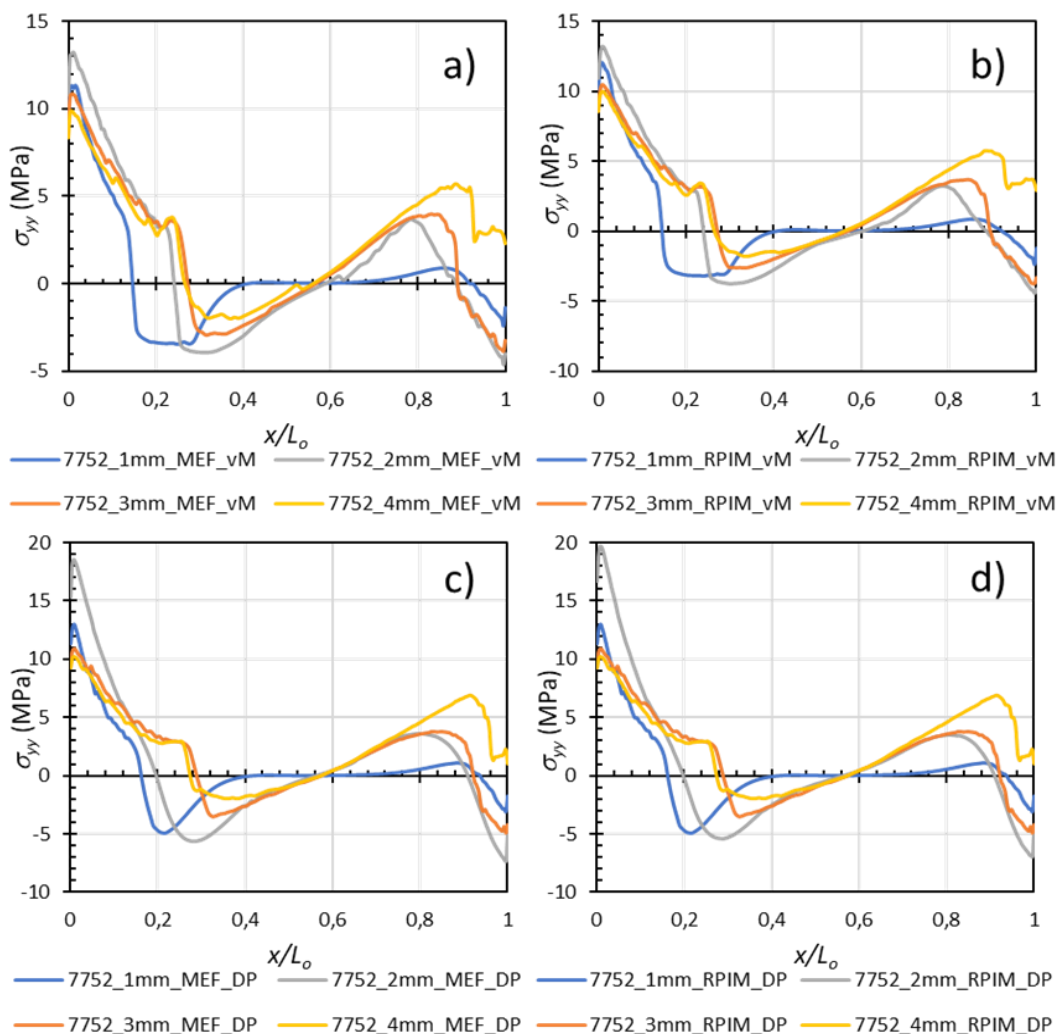 a)
15
10
5
0
-5
σyy (MPa)
0 0,2 0,4 0,6 0,8 1
x/Lo
7752_1mm_MEF_vM 7752_2mm_MEF_vM
7752_3mm_MEF_vM 7752_4mm_MEF_vM
b)
15
10
5
0
-5
-10
σyy (MPa)
0 0,2 0,4 0,6 0,8 1
x/Lo
7752_1mm_RPIM_vM 7752_2mm_RPIM_vM
7752_3mm_RPIM_vM 7752_4mm_RPIM_vM
c)
20
15
10
5
0
-5
-10
σyy (MPa)
0 0,2 0,4 0,6 0,8 1
x/Lo
7752_1mm_MEF_DP 7752_2mm_MEF_DP
7752_3mm_MEF_DP 7752_4mm_MEF_DP
d)
20
15
10
5
0
-5
-10
σyy (MPa)
0 0,2 0,4 0,6 0,8 1
x/Lo
7752_1mm_RPIM_DP 7752_2mm_RPIM_DP
7752_3mm_RPIM_DP 7752_4mm_RPIM_DP